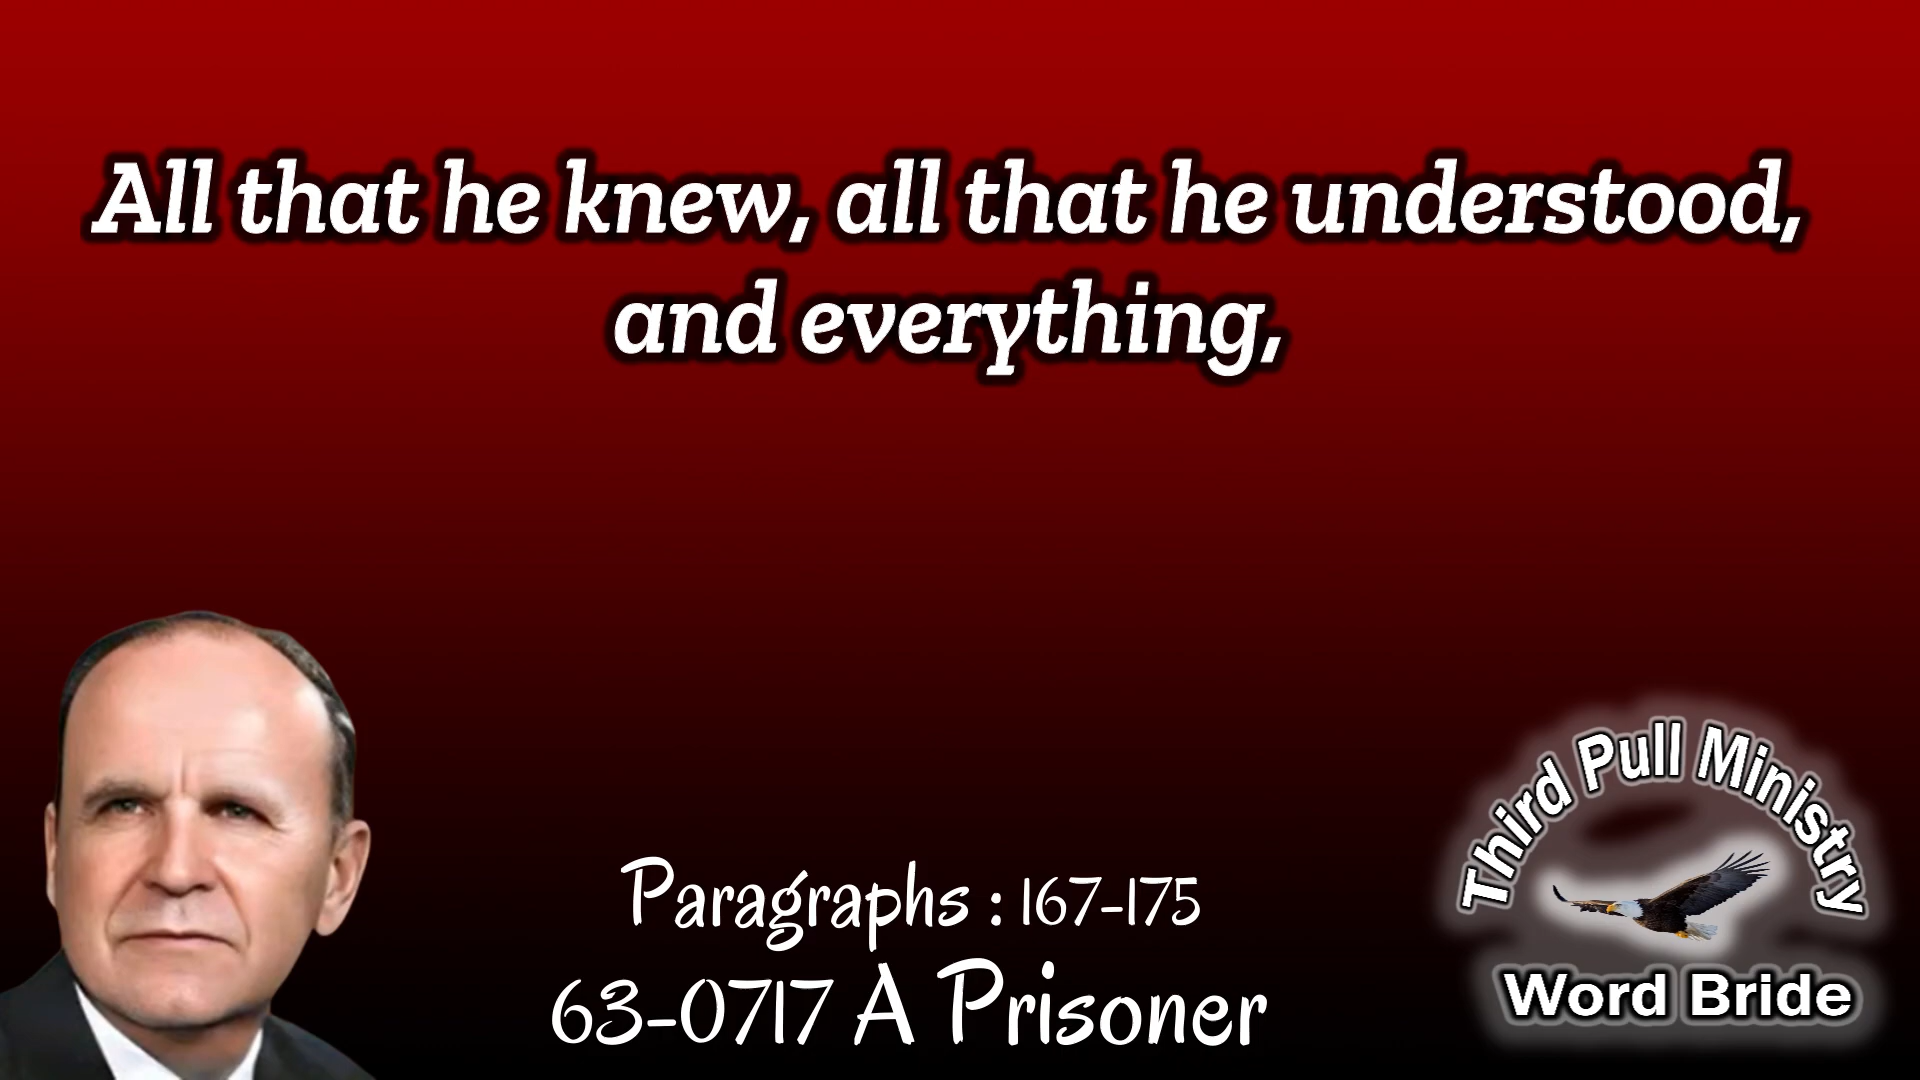 All that he knew, all that he understood,
and everything,
Paragraphs : 167-175
63-0717 A Prisoner
Third Pull Ministry
Word Bride